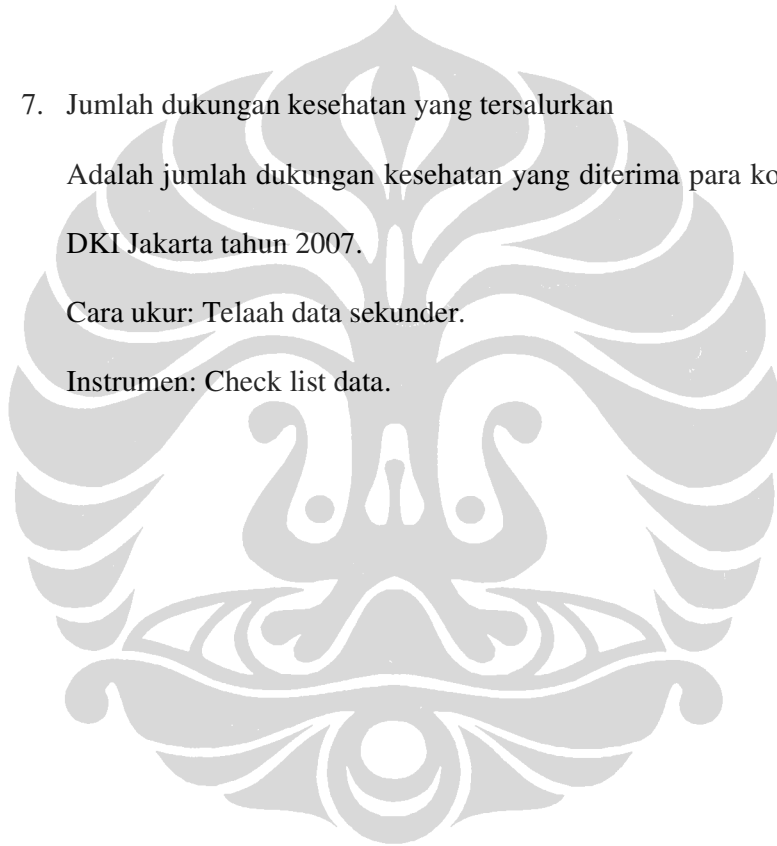 7. Jumlah dukungan kesehatan yang tersalurkan
Adalah jumlah dukungan kesehatan yang diterima para
DKI Jakarta tahun 2007.
Cara ukur: Telaah data sekunder.
Instrumen: Check list data.